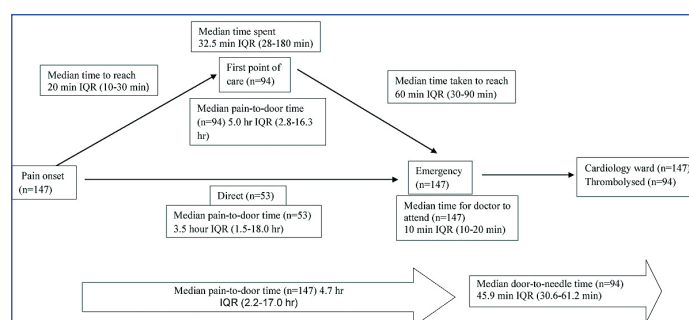 Median time spent
32.5 min IQR (28-180 min)
First point of
care (n=94)
Median time to reach
20 min IQR (10-30 min)
Median time taken to reach
60 min IQR (30-90 min)
Median pain-to-door time
(n=94) 5.0 hr IQR (2.8-16.3
hr)
Pain onset
(n=147)
Emergency
(n=147)
Cardiology ward (n=147)
Thrombolysed (n=94)
Direct (n=53)
Median pain-to-door time (n=53)
3.5 hour IQR (1.5-18.0 hr)
Median time for doctor to
attend (n=147)
10 min IQR (10-20 min)
Median pain-to-door time (n=147) 4.7 hr
IQR (2.2-17.0 hr)
Median door-to-needle time (n=94)
45.9 min IQR (30.6-61.2 min)